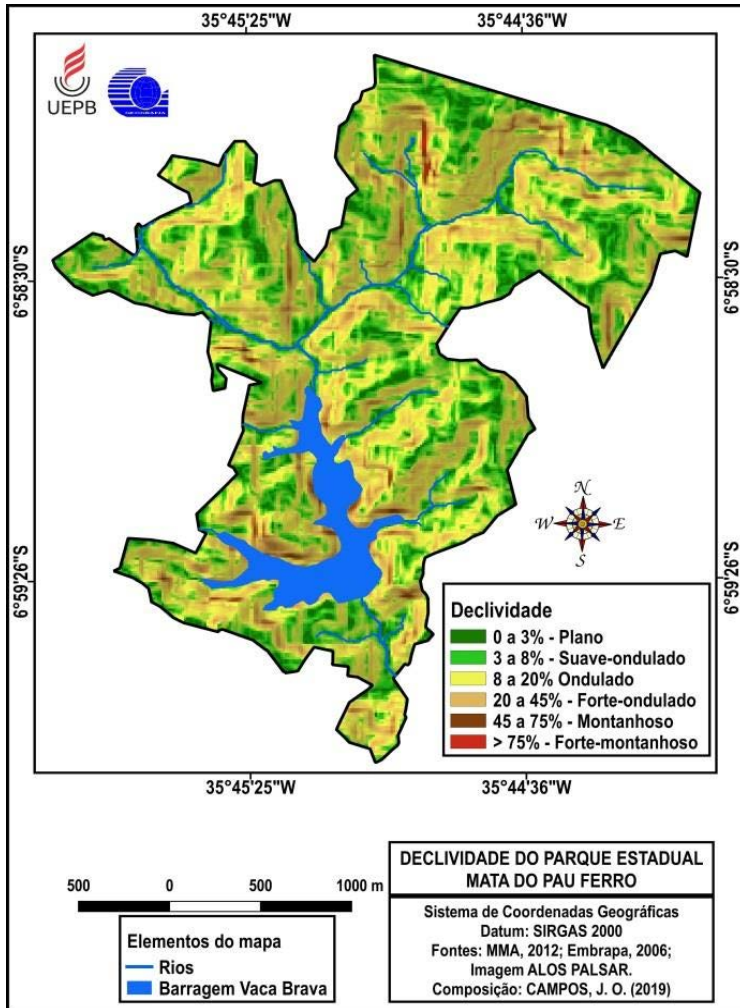 35°45'25"W 35°44'36"W
UEPB
GEOGRAFIA
6°58'30"S 6°58'30"S
N
W E
S
6°59'26"S 6°59'26"S
Declividade
0 a 3% - Plano
3 a 8% - Suave-ondulado
8 a 20% Ondulado
20 a 45% - Forte-ondulado
45 a 75% - Montanhoso
> 75% - Forte-montanhoso
35°45'25"W 35°44'36"W
500 0 500 1000 m
Elementos do mapa
Rios
Barragem Vaca Brava
DECLIVIDADE DO PARQUE ESTADUAL
MATA DO PAU FERRO
Sistema de Coordenadas Geográficas
Datum: SIRGAS 2000
Fontes: MMA, 2012; Embrapa, 2006;
Imagem ALOS PALSAR.
Composição: CAMPOS, J. O. (2019)